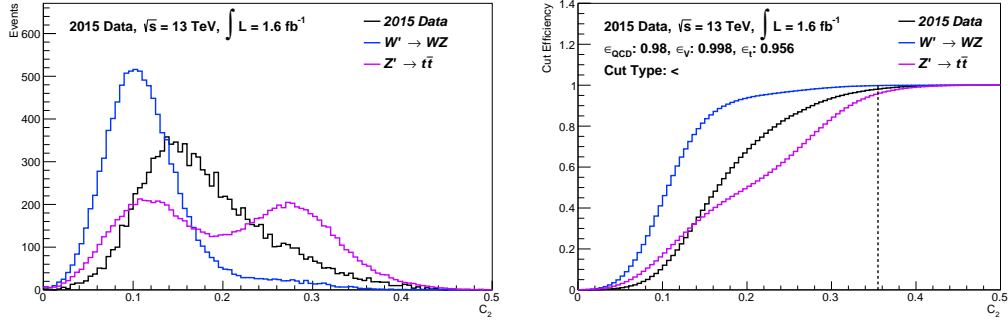 Events
600
500
400
300
200
100
0
2015 Data, √s = 13 TeV, ∫ L = 1.6 fb⁻¹
2015 Data
W' → WZ
Z' → tt̄
0 0.1 0.2 0.3 0.4 0.5
C₂
Cut Efficiency
1.4
1.2
1
0.8
0.6
0.4
0.2
0
2015 Data, √s = 13 TeV, ∫ L = 1.6 fb⁻¹
∈QCD: 0.98, ∈V: 0.998, ∈t: 0.956
Cut Type: <
2015 Data
W' → WZ
Z' → tt̄
0 0.1 0.2 0.3 0.4 0.5
C₂